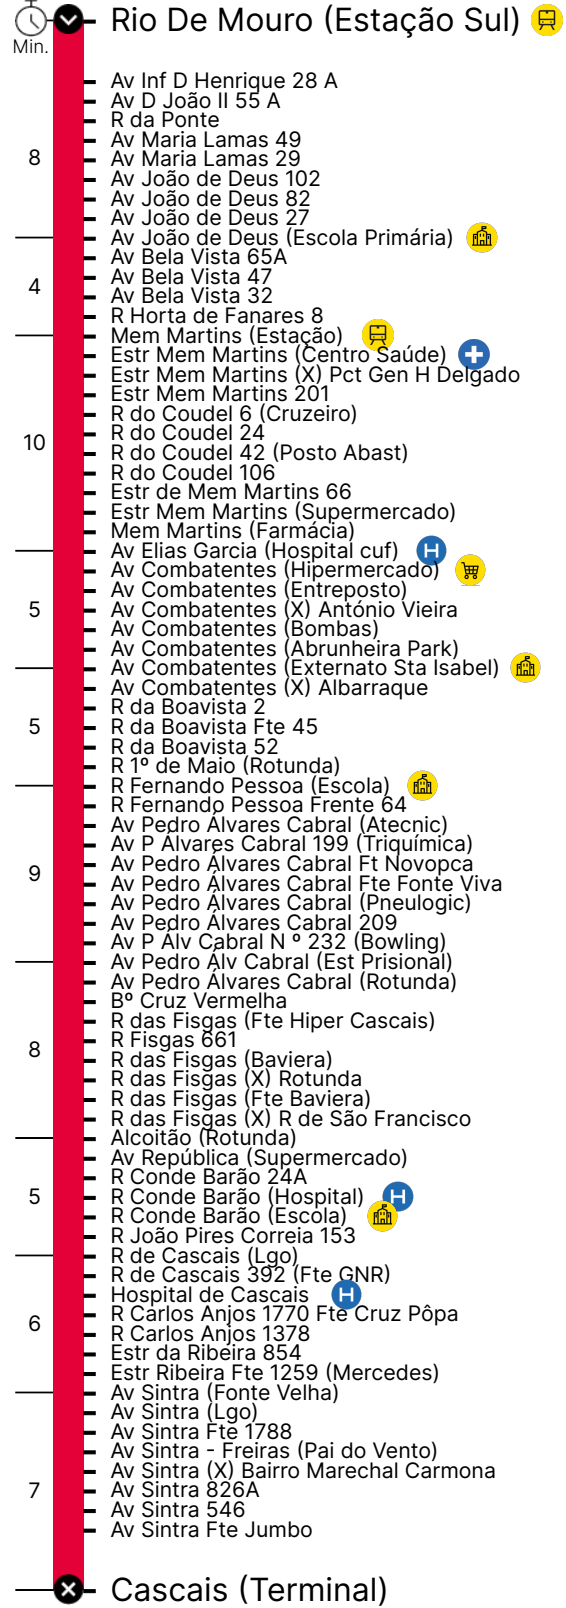 Rio De Mouro (Estação Sul)
Min.
Av Inf D Henrique 28 A
Av D João II 55 A
R da Ponte
Av Maria Lamas 49
8
Av Maria Lamas 29
Av João de Deus 102
Av João de Deus 82
Av João de Deus 27
Av João de Deus (Escola Primária)
Av Bela Vista 65A
Av Bela Vista 47
4
Av Bela Vista 32
R Horta de Fanares 8
Mem Martins (Estação)
Estr Mem Martins (Centro Saúde)
Estr Mem Martins (X) Pct Gen H Delgado
Estr Mem Martins 201
R do Coudel 6 (Cruzeiro)
R do Coudel 24
10
R do Coudel 42 (Posto Abast)
R do Coudel 106
Estr de Mem Martins 66
Estr Mem Martins (Supermercado)
Mem Martins (Farmácia)
Av Elias Garcia (Hospital cuf) H
Av Combatentes (Hipermercado)
Av Combatentes (Entreposto)
5
Av Combatentes (X) António Vieira
Av Combatentes (Bombas)
Av Combatentes (Abrunheira Park)
Av Combatentes (Externato Sta Isabel)
Av Combatentes (X) Albarraque
R da Boavista 2
5
R da Boavista Fte 45
R da Boavista 52
R 1º de Maio (Rotunda)
R Fernando Pessoa (Escola)
R Fernando Pessoa Frente 64
Av Pedro Álvares Cabral (Atecnic)
Av P Álvares Cabral 199 (Triquímica)
Av Pedro Álvares Cabral Ft Novopca
9
Av Pedro Álvares Cabral Fte Fonte Viva
Av Pedro Álvares Cabral (Pneulogic)
Av Pedro Álvares Cabral 209
Av P Álv Cabral N º 232 (Bowling)
Av Pedro Álv Cabral (Est Prisional)
Av Pedro Álvares Cabral (Rotunda)
Bº Cruz Vermelha
R das Fisgas (Fte Hiper Cascais)
R Fisgas 661
8
R das Fisgas (Baviera)
R das Fisgas (X) Rotunda
R das Fisgas (Fte Baviera)
R das Fisgas (X) R de São Francisco
Alcoitão (Rotunda)
Av República (Supermercado)
R Conde Barão 24A
5
R Conde Barão (Hospital) H
R Conde Barão (Escola)
R João Pires Correia 153
R de Cascais (Lgo)
R de Cascais 392 (Fte GNR)
Hospital de Cascais H
R Carlos Anjos 1770 Fte Cruz Pôpa
6
R Carlos Anjos 1378
Estr da Ribeira 854
Estr Ribeira Fte 1259 (Mercedes)
Av Sintra (Fonte Velha)
Av Sintra (Lgo)
Av Sintra Fte 1788
Av Sintra - Freiras (Pai do Vento)
Av Sintra (X) Bairro Marechal Carmona
7
Av Sintra 826A
Av Sintra 546
Av Sintra Fte Jumbo
Cascais (Terminal)